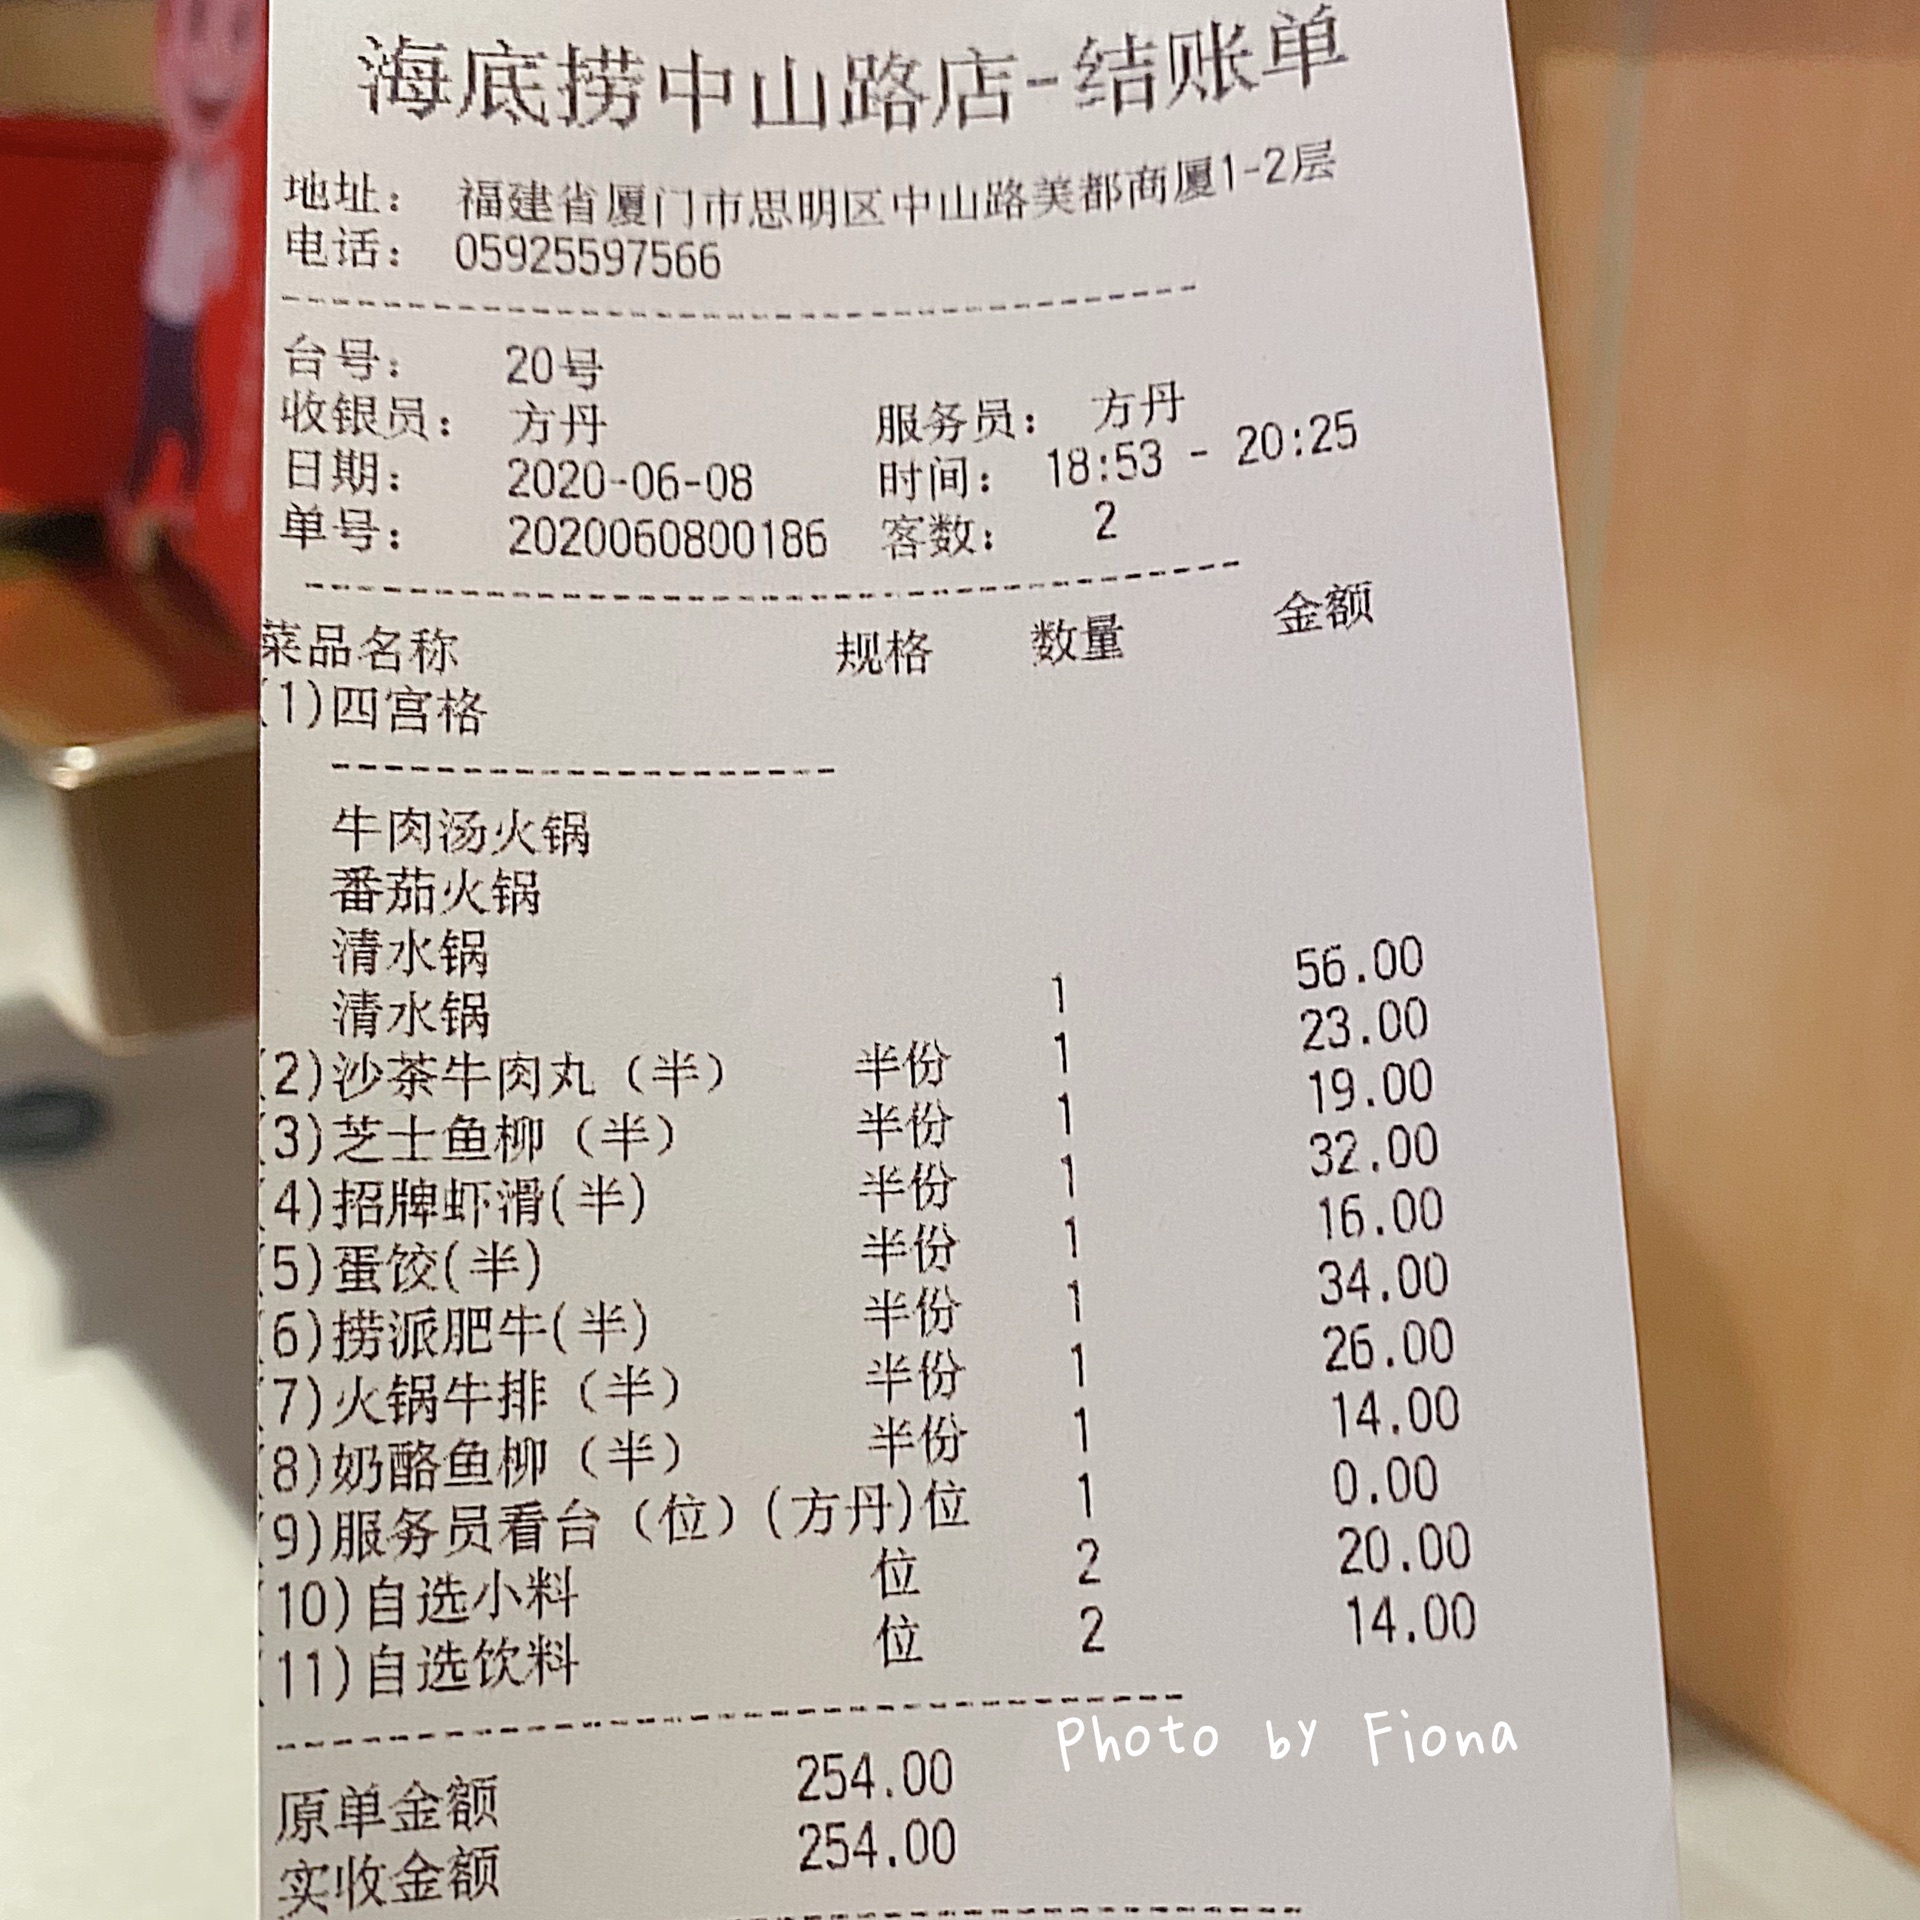 海底捞中山路店-结账单
地址： 福建省厦门市思明区中山路美都商厦1-2层
电话： 05925597566
台号： 20号
收银员： 方丹 服务员： 方丹
日期： 2020-06-08 时间： 18:53 - 20:25
单号： 2020060800186 客数： 2
菜品名称 规格 数量 金额
(1)四宫格
牛肉汤火锅
番茄火锅
清水锅
清水锅 1 56.00
(2)沙茶牛肉丸（半） 半份 1 23.00
(3)芝士鱼柳（半） 半份 1 19.00
(4)招牌虾滑(半) 半份 1 32.00
(5)蛋饺(半) 半份 1 16.00
(6)捞派肥牛(半) 半份 1 34.00
(7)火锅牛排（半） 半份 1 26.00
(8)奶酪鱼柳（半） 半份 1 14.00
(9)服务员看台（位）(方丹)位 1 0.00
(10)自选小料 位 2 20.00
(11)自选饮料 位 2 14.00
Photo by Fiona
原单金额 254.00
实收金额 254.00